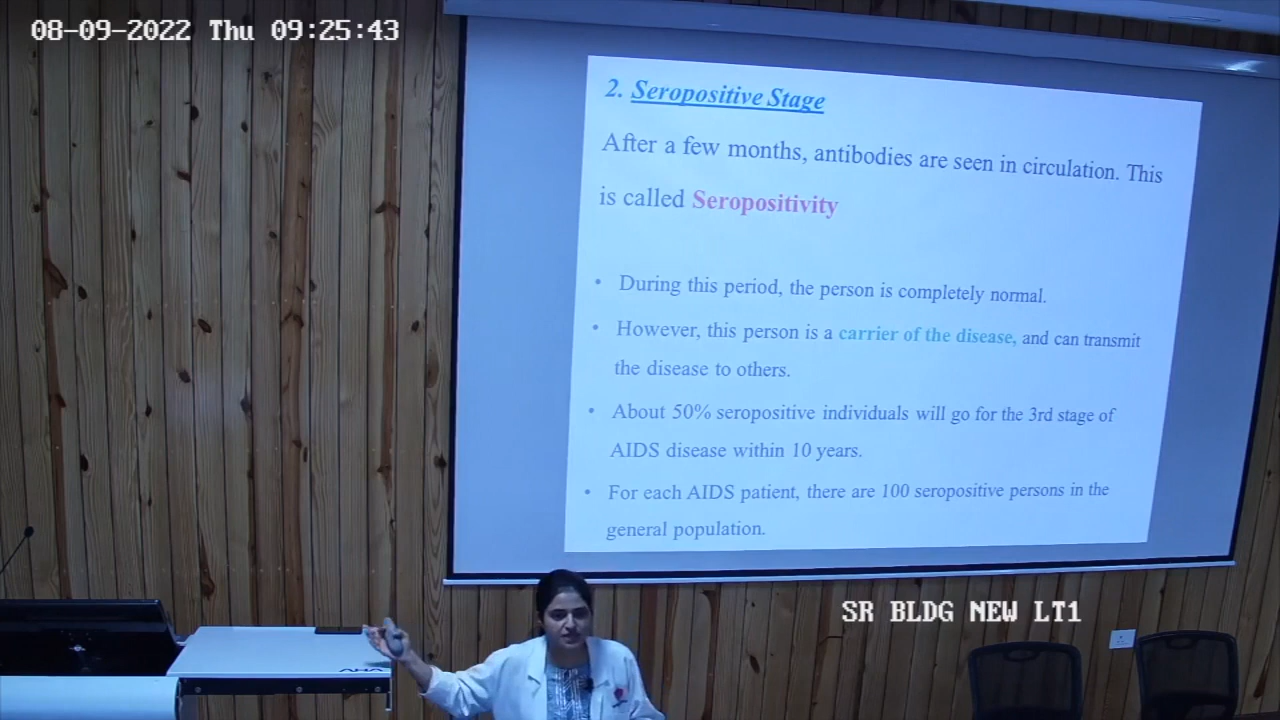 08-09-2022 Thu 09:25:43
2. Seropositive Stage
After a few months, antibodies are seen in circulation. This
is called Seropositivity
• During this period, the person is completely normal.
• However, this person is a carrier of the disease, and can transmit
the disease to others.
• About 50% seropositive individuals will go for the 3rd stage of
AIDS disease within 10 years.
• For each AIDS patient, there are 100 seropositive persons in the
general population.
SR BLDG NEW LT1